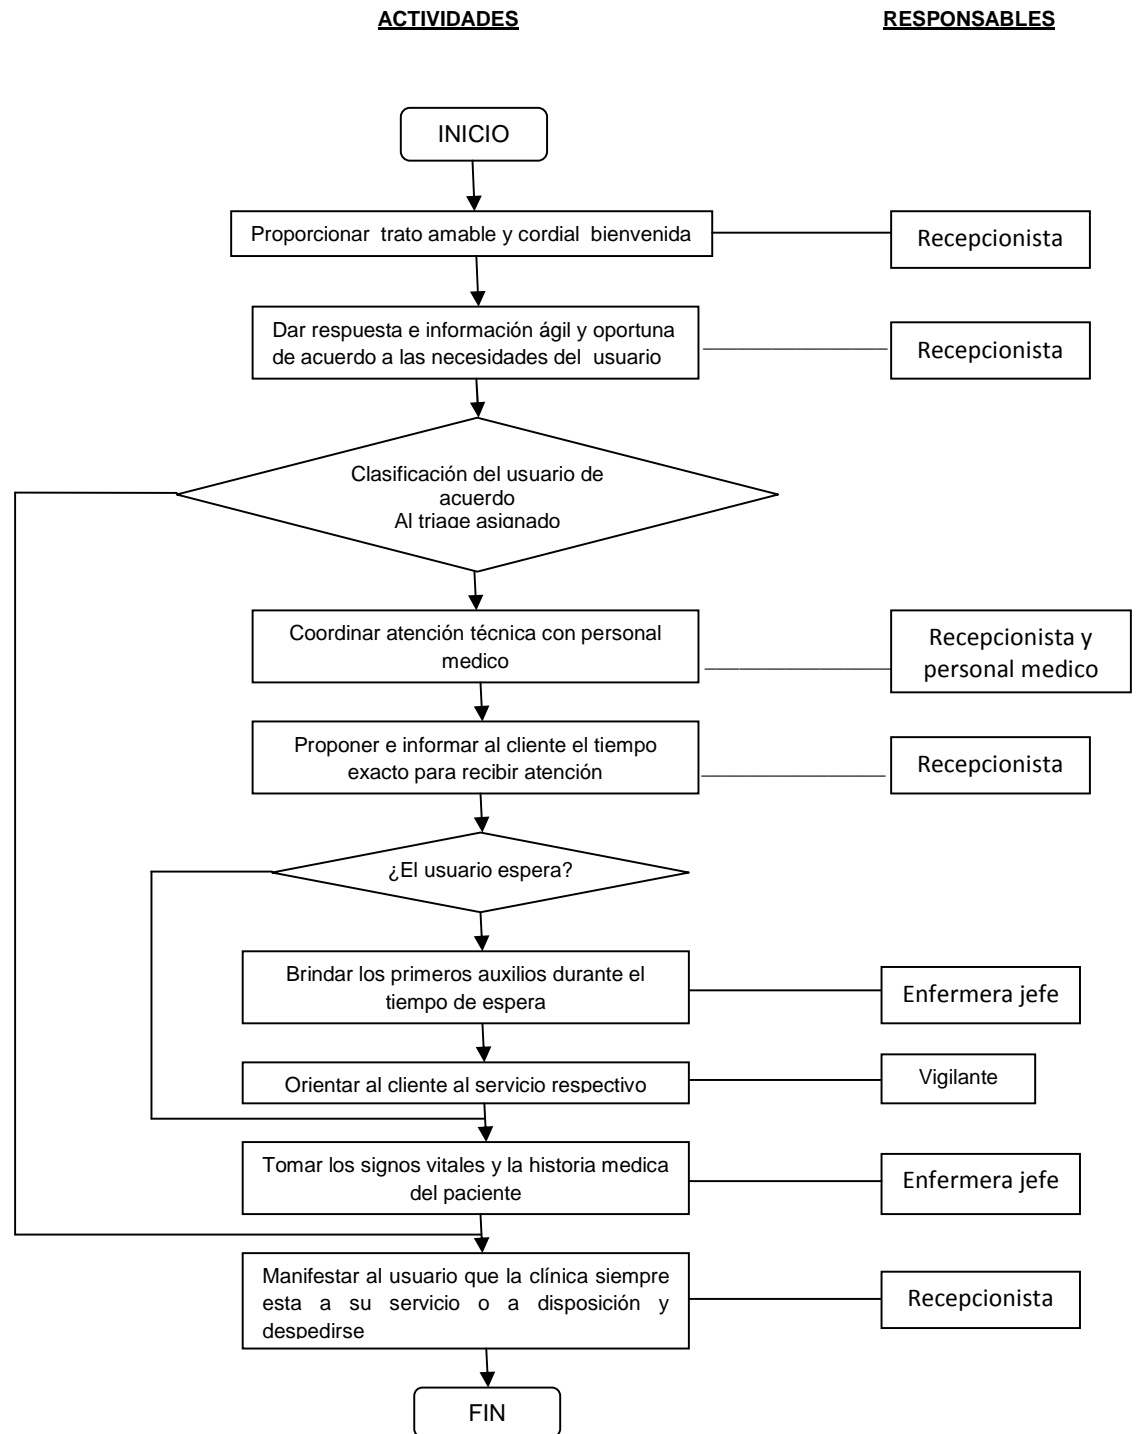 ACTIVIDADES
RESPONSABLES
INICIO
Proporcionar trato amable y cordial bienvenida
Recepcionista
Dar respuesta e información ágil y oportuna
de acuerdo a las necesidades del usuario
Recepcionista
Clasificación del usuario de
acuerdo
Al triage asignado
Coordinar atención técnica con personal
medico
Recepcionista y
personal medico
Proponer e informar al cliente el tiempo
exacto para recibir atención
Recepcionista
¿El usuario espera?
Brindar los primeros auxilios durante el
tiempo de espera
Enfermera jefe
Orientar al cliente al servicio respectivo
Vigilante
Tomar los signos vitales y la historia medica
del paciente
Enfermera jefe
Manifestar al usuario que la clínica siempre
esta a su servicio o a disposición y
despedirse
Recepcionista
FIN